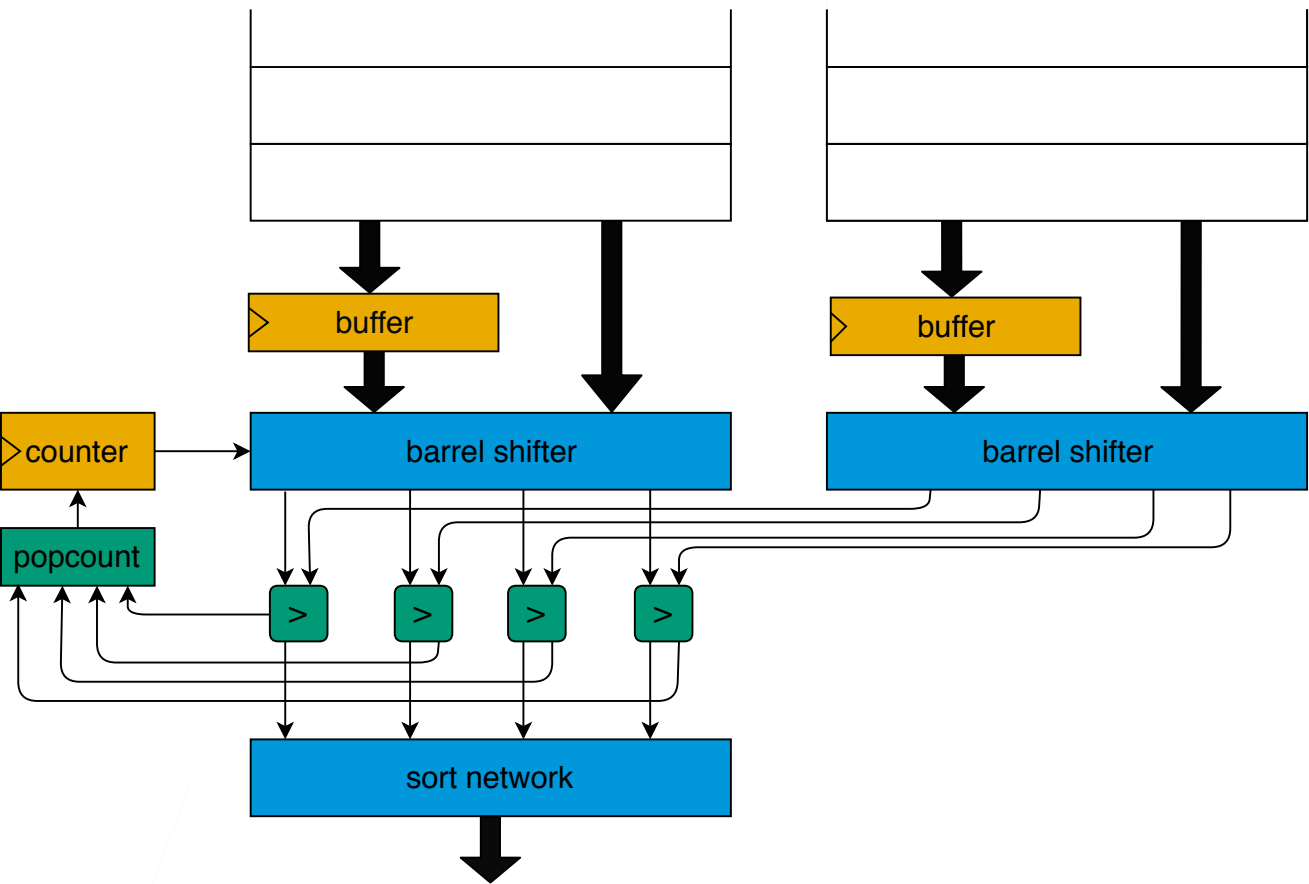 buffer
buffer
counter
barrel shifter
barrel shifter
popcount
>
>
>
>
sort network